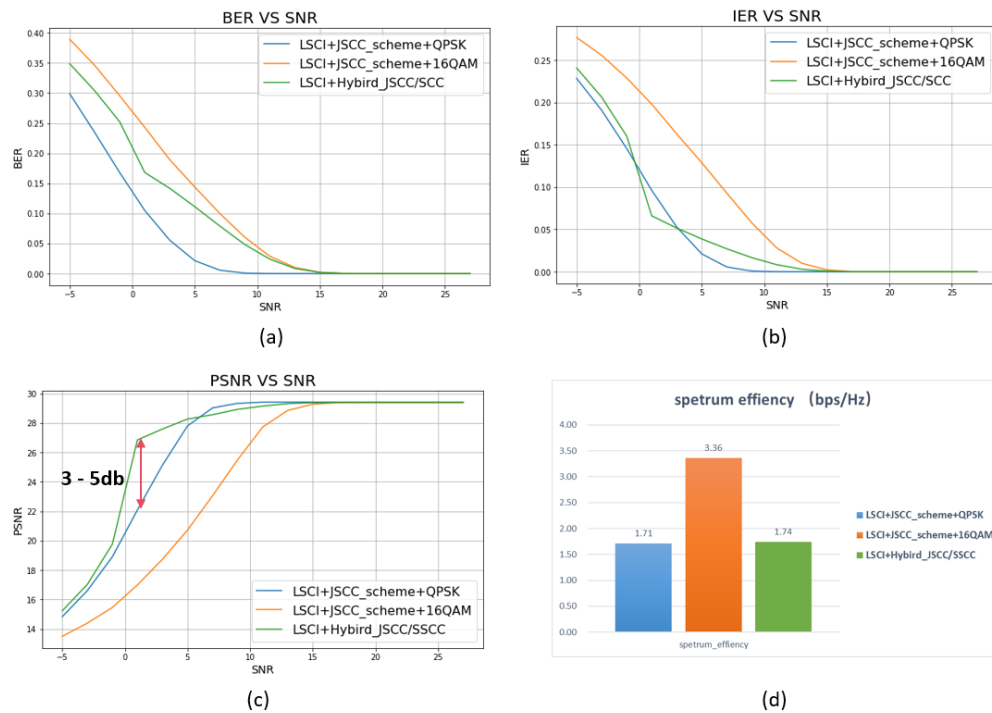 BER VS SNR
LSCI+JSCC_scheme+QPSK
LSCI+JSCC_scheme+16QAM
LSCI+Hybird_JSCC/SCC
0.40
0.35
0.30
0.25
0.20
0.15
0.10
0.05
0.00
BER
-5 0 5 10 15 20 25
SNR
(a)
IER VS SNR
LSCI+JSCC_scheme+QPSK
LSCI+JSCC_scheme+16QAM
LSCI+Hybird_JSCC/SCC
0.25
0.20
0.15
0.10
0.05
0.00
IER
-5 0 5 10 15 20 25
SNR
(b)
PSNR VS SNR
30
28
26
24
22
20
18
16
14
PSNR
3 - 5db
LSCI+JSCC_scheme+QPSK
LSCI+JSCC_scheme+16QAM
LSCI+Hybird_JSCC/SSCC
-5 0 5 10 15 20 25
SNR
(c)
spetrum effiency （bps/Hz）
4.00
3.50
3.00
2.50
2.00
1.50
1.00
0.50
0.00
1.71
3.36
1.74
spetrum_effiency
LSCI+JSCC_scheme+QPSK
LSCI+JSCC_scheme+16QAM
LSCI+Hybird_JSCC/SSCC
(d)